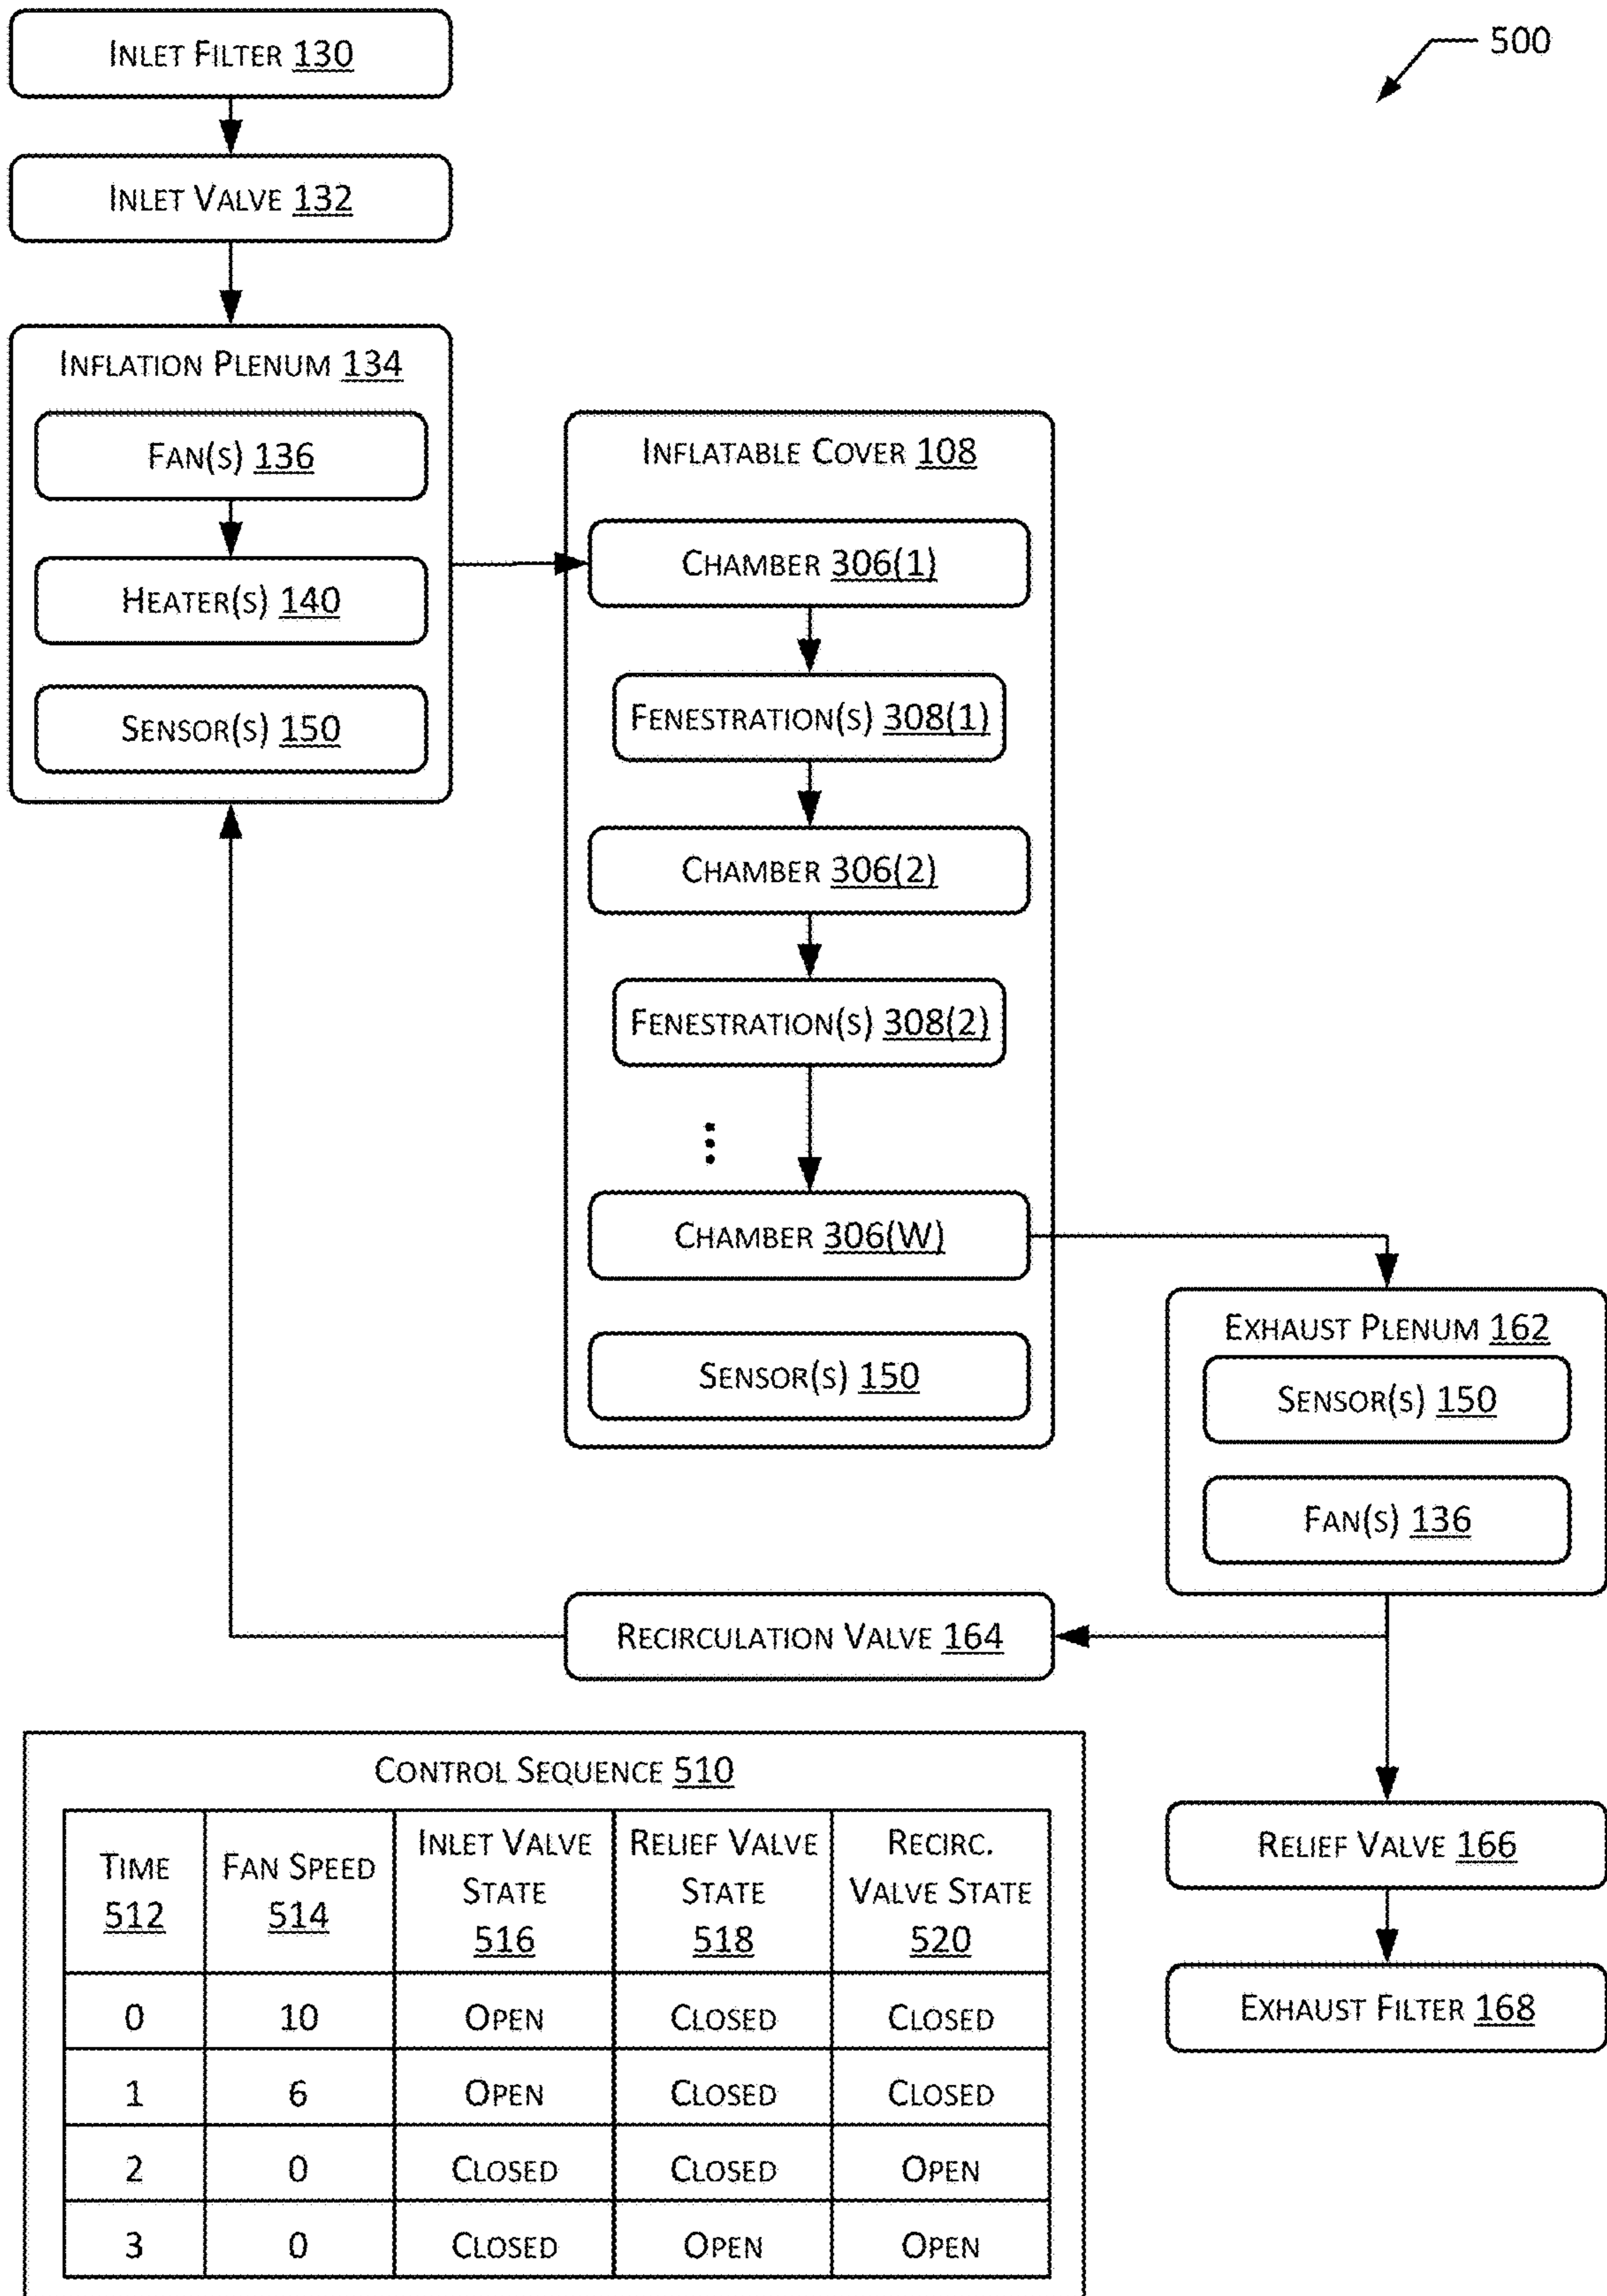 500
Inlet Filter 130
Inlet Valve 132
Inflation Plenum 134
Fan(s) 136
Heater(s) 140
Sensor(s) 150
Inflatable Cover 108
Chamber 306(1)
Fenestration(s) 308(1)
Chamber 306(2)
Fenestration(s) 308(2)
...
Chamber 306(W)
Sensor(s) 150
Exhaust Plenum 162
Sensor(s) 150
Fan(s) 136
Recirculation Valve 164
Relief Valve 166
Exhaust Filter 168
Control Sequence 510
Time
512
Fan Speed
514
Inlet Valve
State
516
Relief Valve
State
518
Recirc.
Valve State
520
0 10 Open Closed Closed
1 6 Open Closed Closed
2 0 Closed Closed Open
3 0 Closed Open Open